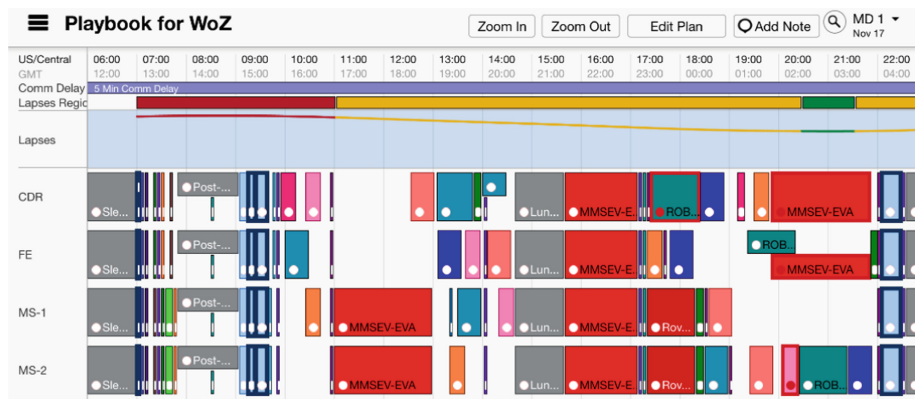 Playbook for WoZ
Zoom In
Zoom Out
Edit Plan
Add Note
MD 1
Nov 17
US/Central 06:00 07:00 08:00 09:00 10:00 11:00 12:00 13:00 14:00 15:00 16:00 17:00 18:00 19:00 20:00 21:00 22:00
GMT 12:00 13:00 14:00 15:00 16:00 17:00 18:00 19:00 20:00 21:00 22:00 23:00 00:00 01:00 02:00 03:00 04:00
Comm Delay 5 Min Comm Delay
Lapses Regic
Lapses
Post-...
CDR
Sle... Lun... MMSEV-E... ROB... MMSEV-EVA
Post-... ROB...
FE
Sle... Lun... MMSEV-E... MMSEV-EVA
Post-...
MS-1
Sle... MMSEV-EVA Lun... MMSEV-E... Rov...
Post-...
MS-2
Sle... MMSEV-EVA Lun... MMSEV-E... Rov... ROB...